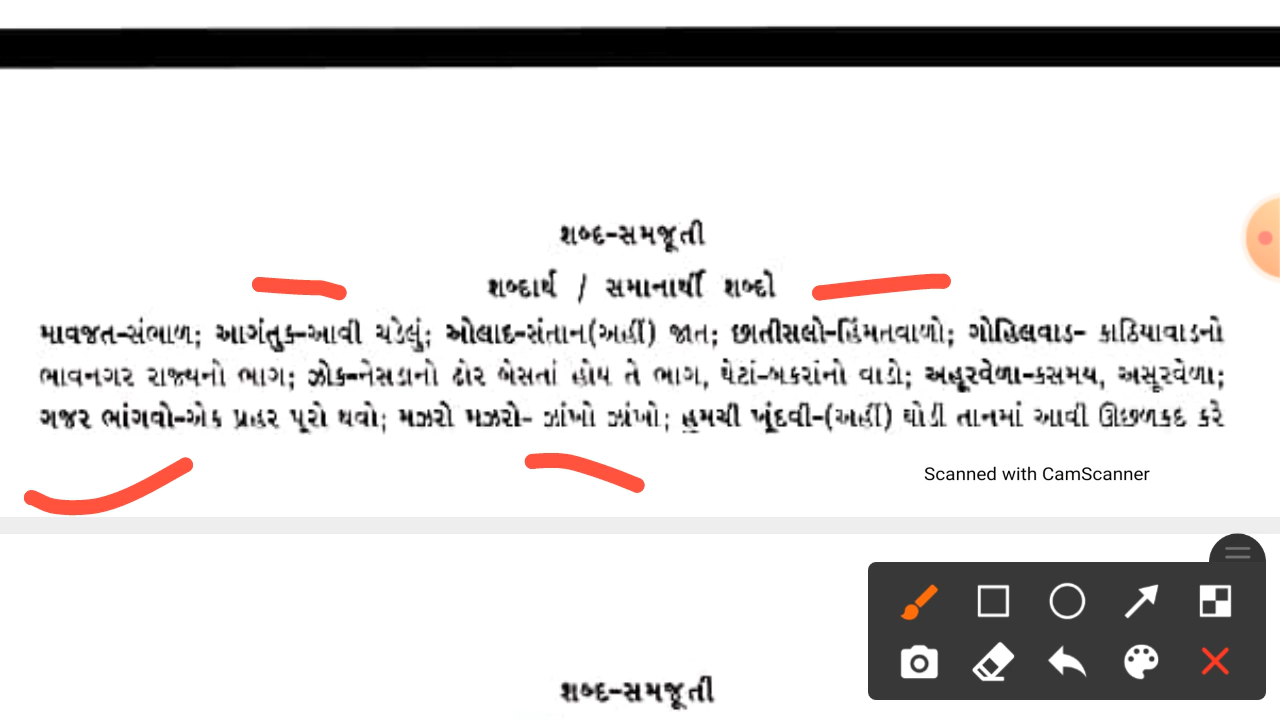 શબ્દ-સમજૂતી
શબ્દાર્થ / સમાનાર્થી શબ્દો
માવજત-સંભાળ; આગંતુક-આવી ચડેલું; ઓલાદ-સંતાન(અહીં) જાત; છાતીસલો-હિંમતવાળો; ગોહિલવાડ- કાઠિયાવાડનો
ભાવનગર રાજ્યનો ભાગ; ઝોક-નેસડાનો ઢોર બેસતાં હોય તે ભાગ, ઘેટાં-બકરાંનો વાડો; અહૂરવેળા-કસમય, અસૂરવેળા;
ગજર ભાંગવો-એક પ્રહર પૂરો થવો; મઝરો મઝરો- ઝાંખો ઝાંખો; હુમચી ખૂંદવી-(અહીં) ઘોડી તાનમાં આવી ઊછળકૂદ કરે
Scanned with CamScanner
શબ્દ-સમજૂતી